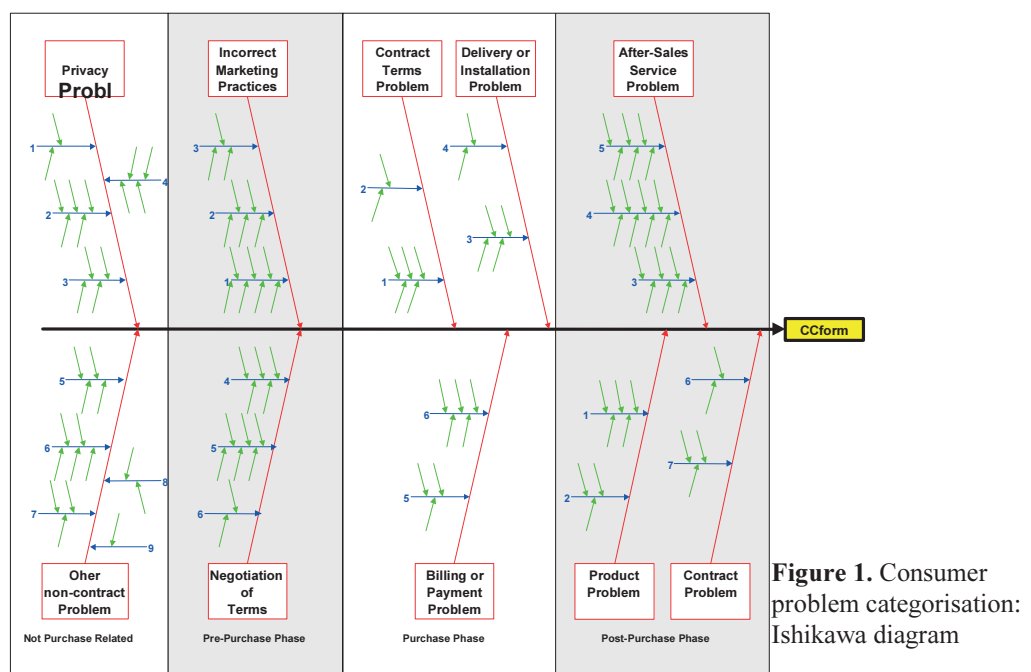 Privacy
Probl
Incorrect
Marketing
Practices
Contract
Terms
Problem
Delivery or
Installation
Problem
After-Sales
Service
Problem
1
4
2
3
3
2
1
2
1
4
3
5
4
3
CCform
5
6
8
7
9
4
5
6
6
5
1
2
6
7
Oher
non-contract
Problem
Negotiation
of
Terms
Billing or
Payment
Problem
Product
Problem
Contract
Problem
Not Purchase Related
Pre-Purchase Phase
Purchase Phase
Post-Purchase Phase
Figure 1. Consumer
problem categorisation:
Ishikawa diagram